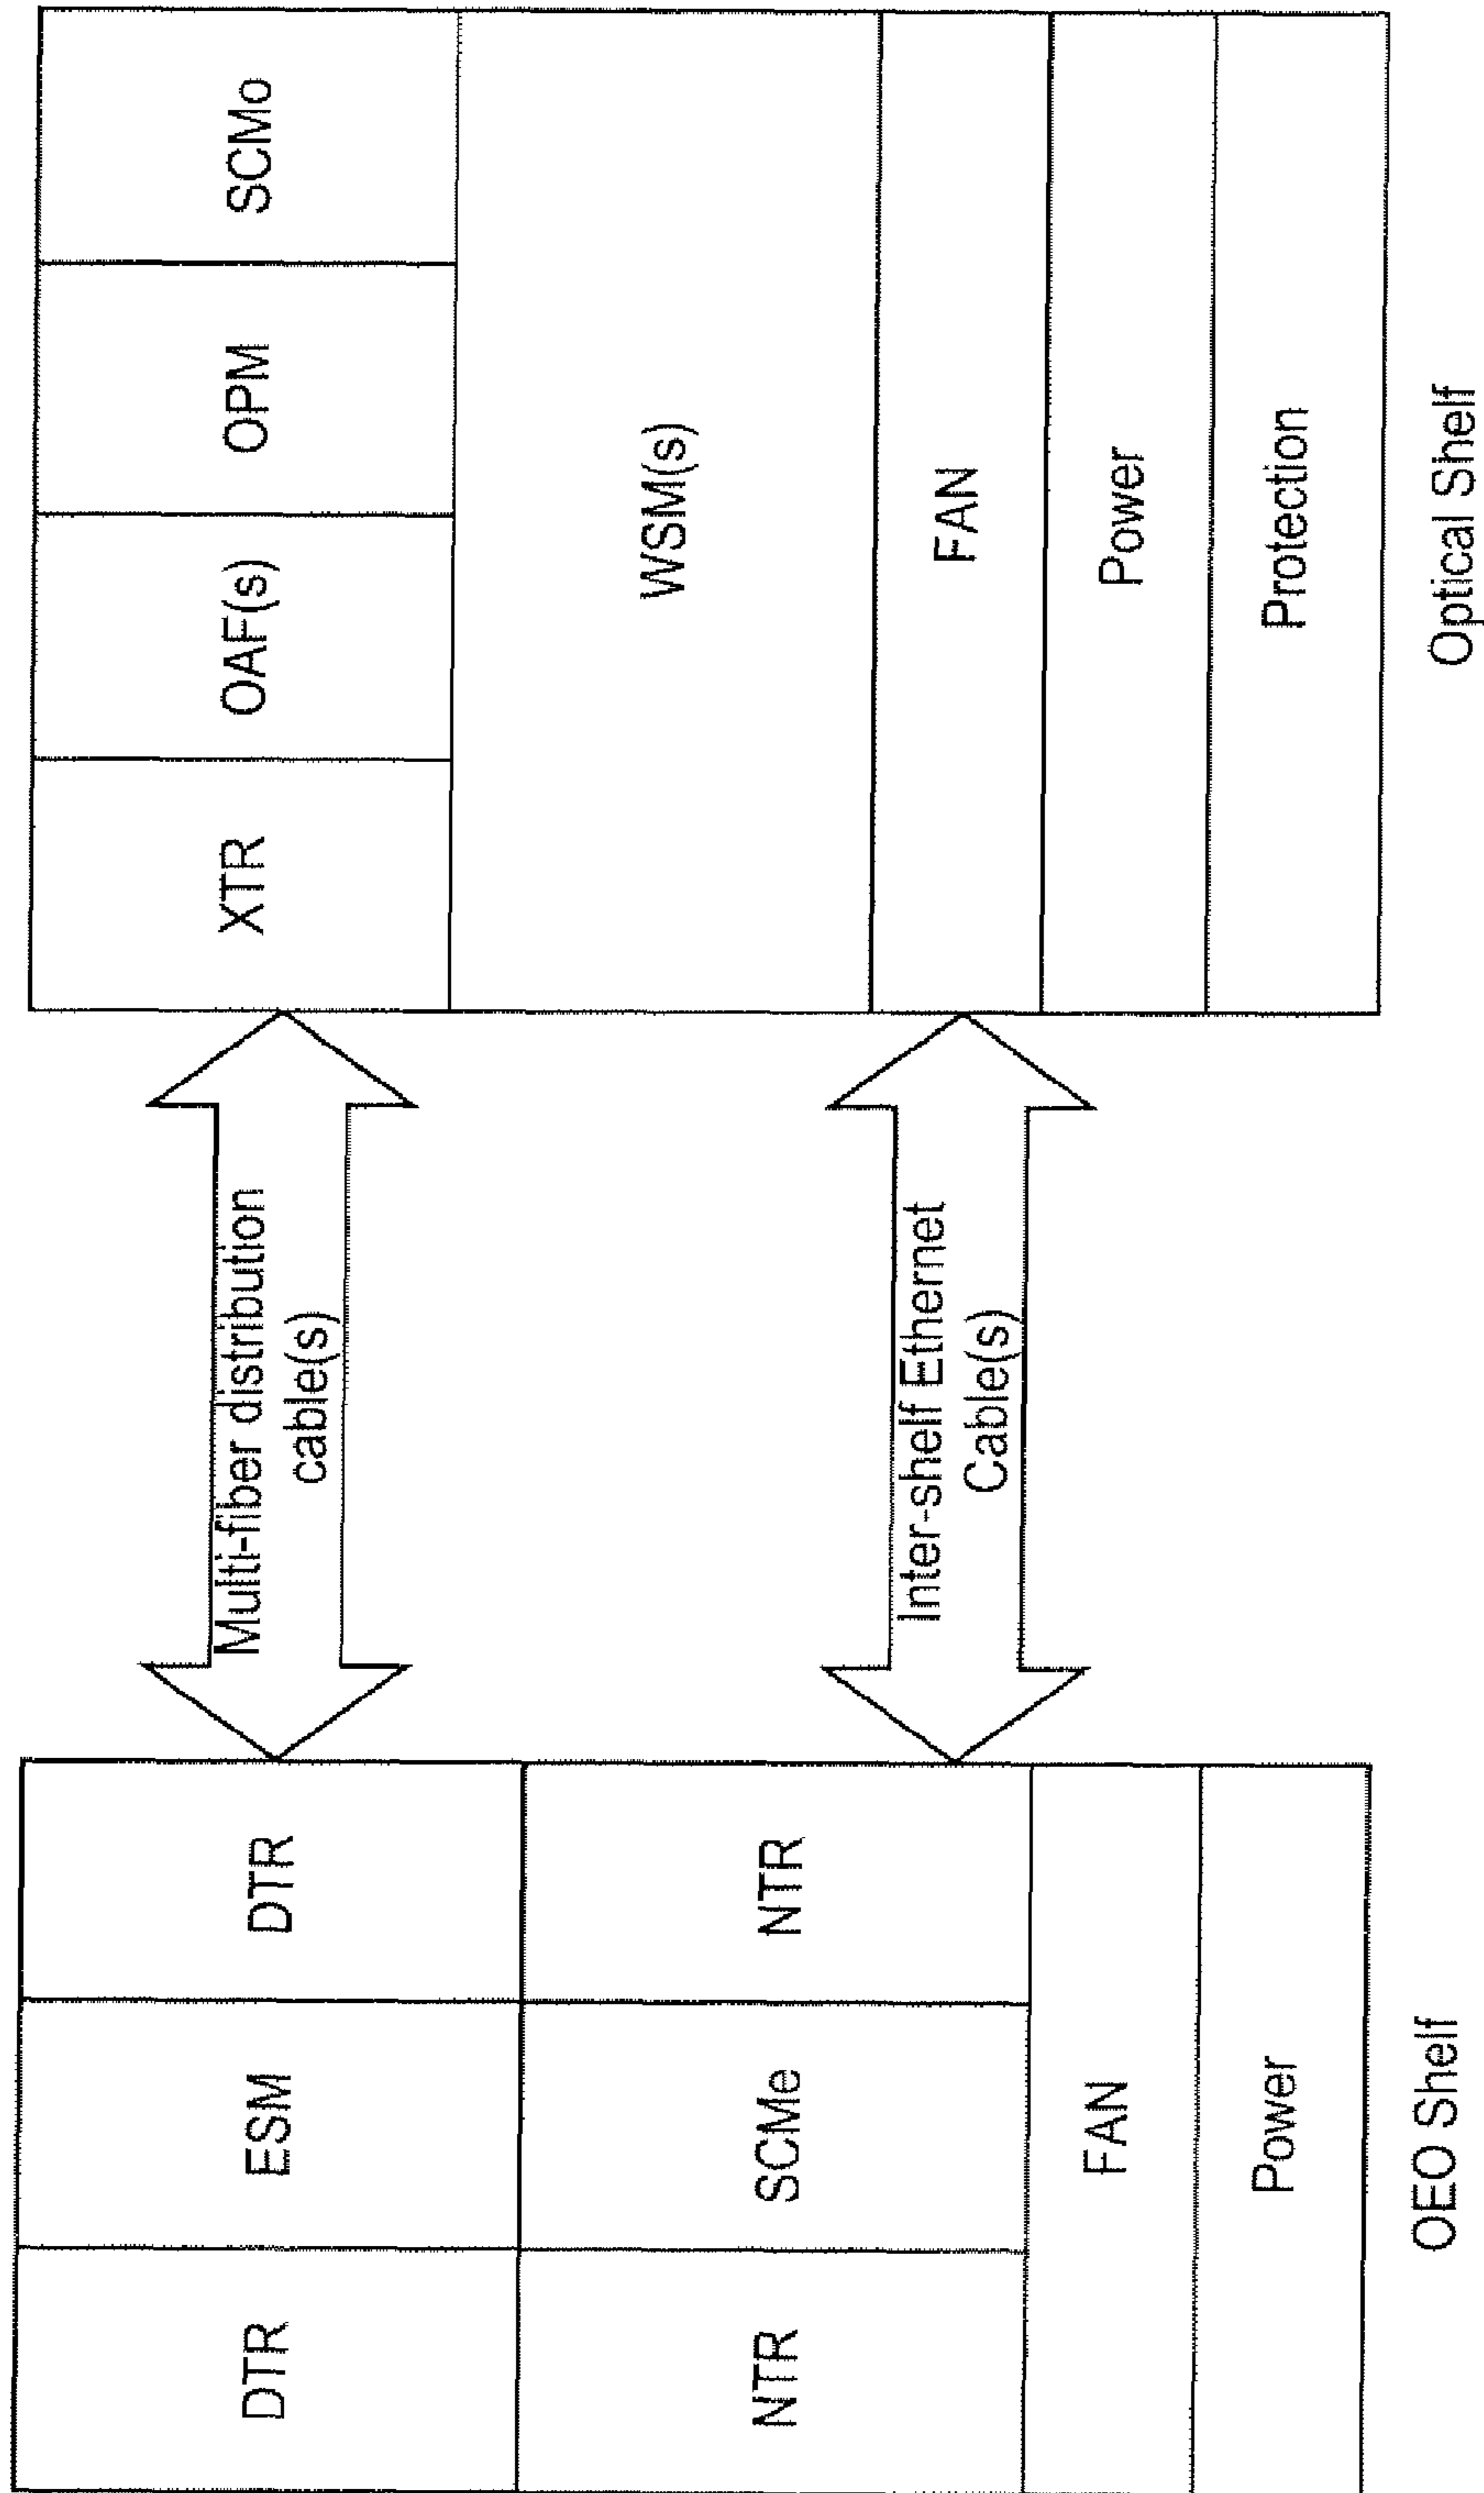 DTR
ESM
DTR
NTR
SCMe
NTR
FAN
Power
OEO Shelf
Multi-fiber distribution
cable(s)
Inter-shelf Ethernet
Cable(s)
XTR
OAF(s)
OPM
SCMo
WSM(s)
FAN
Power
Protection
Optical Shelf